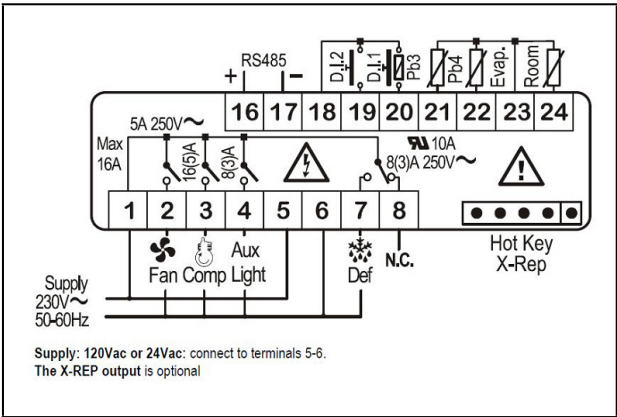 + RS485 −
D.I.2
D.I.1
Pb3
Pb4
Evap.
Room
16 17 18 19 20 21 22 23 24
5A 250V~
Max
16A
16(5)A
8(3)A
10A
8(3)A 250V~
1 2 3 4 5 6 7 8
Fan Comp Aux
Light
Def
N.C.
Hot Key
X-Rep
Supply
230V~
50-60Hz
Supply: 120Vac or 24Vac: connect to terminals 5-6.
The X-REP output is optional